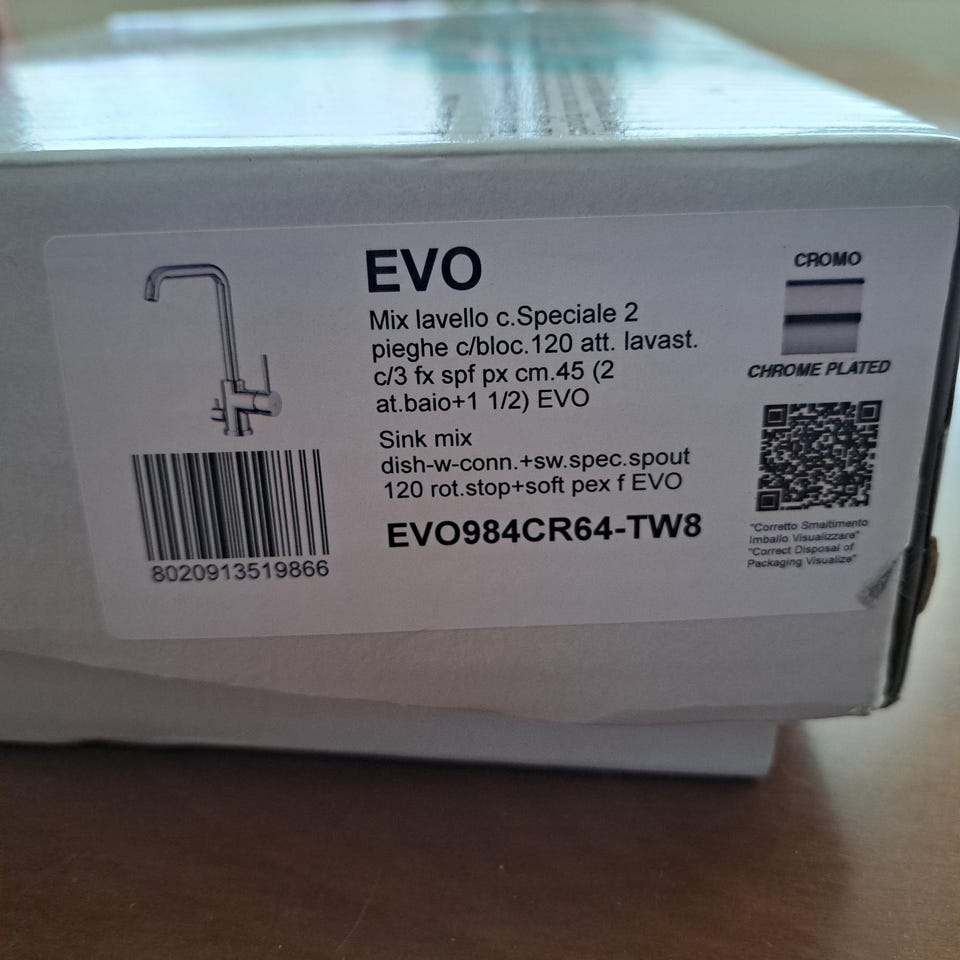 EVO
Mix lavello c.Speciale 2
pieghe c/bloc.120 att. lavast.
c/3 fx spf px cm.45 (2
at.baio+1 1/2) EVO
Sink mix
dish-w-conn.+sw.spec.spout
120 rot.stop+soft pex f EVO
EVO984CR64-TW8
8020913519866
CROMO
CHROME PLATED
"Corretto Smaltimento
Imballo Visualizzare"
"Correct Disposal of
Packaging Visualize"